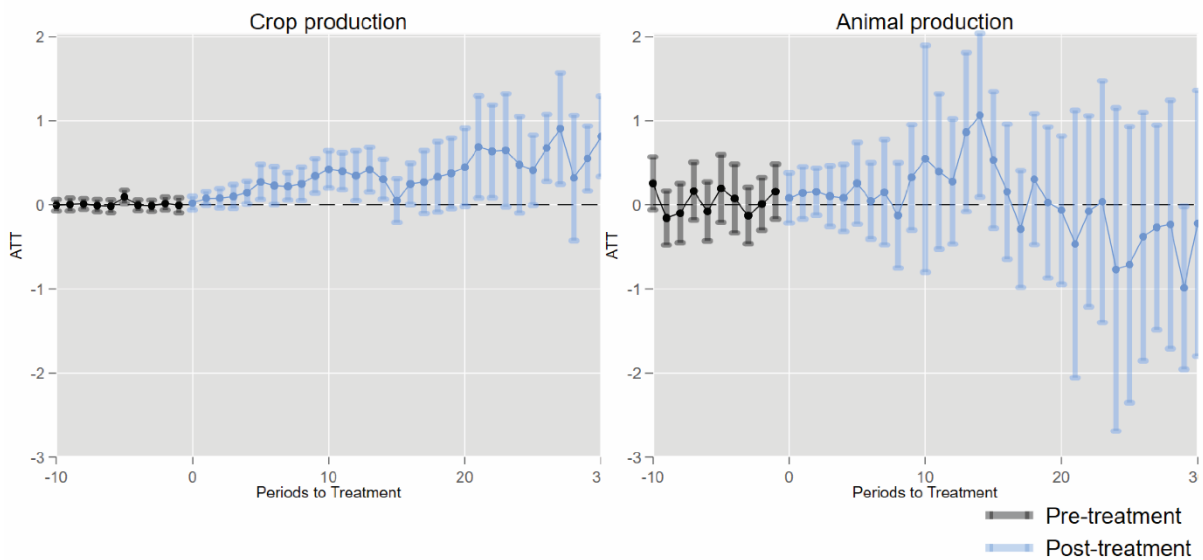 Crop production
Animal production
2
1
0
-1
-2
-3
ATT
-10
0
10
20
3
Periods to Treatment
2
1
0
-1
-2
-3
ATT
-10
0
10
20
3
Periods to Treatment
Pre-treatment
Post-treatment